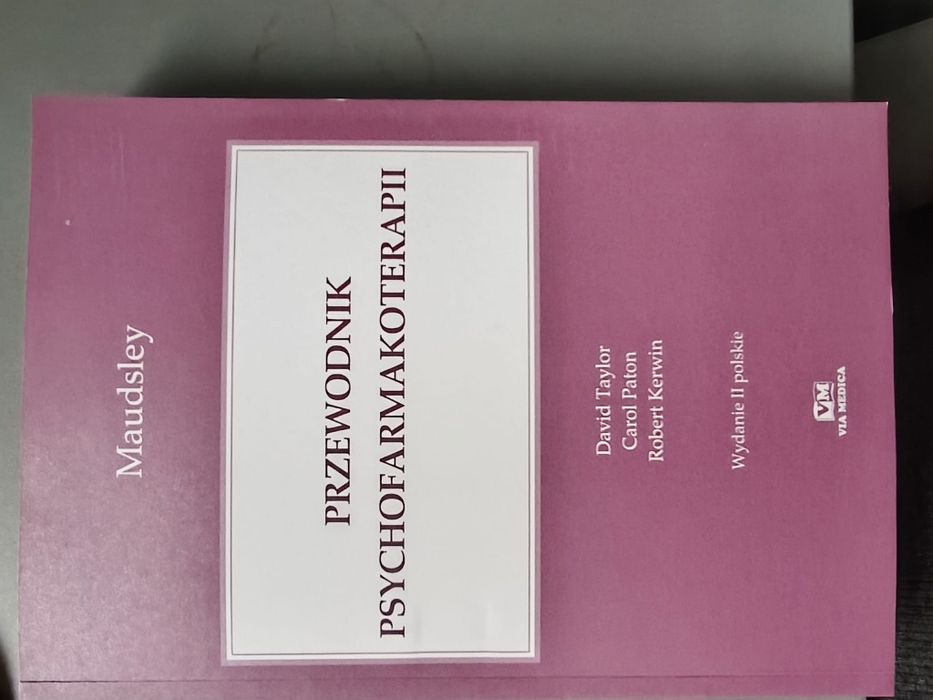 Maudsley
PRZEWODNIK
PSYCHOFARMAKOTERAPII
David Taylor
Carol Paton
Robert Kerwin
Wydanie II polskie
VM
VIA MEDICA